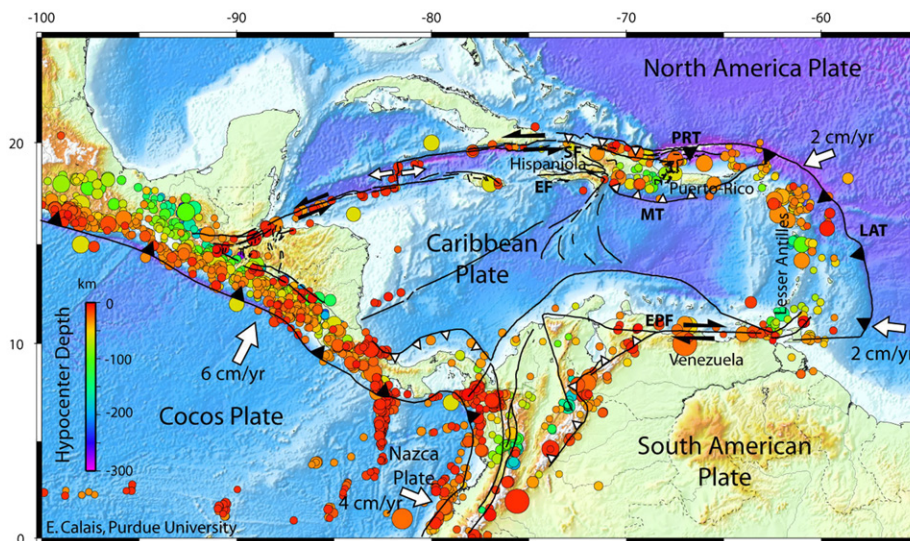 -100 -90 -80 -70 -60
North America Plate
20
PRT
2 cm/yr
SF
Hispaniola
EF
Puerto-Rico
MT
LAT
Caribbean
Plate
Lesser Antilles
km
0
-100
-200
-300
Hypocenter Depth
10
EPF
Venezuela
2 cm/yr
6 cm/yr
Cocos Plate
Nazca
Plate
4 cm/yr
South American
Plate
0
E. Calais, Purdue University